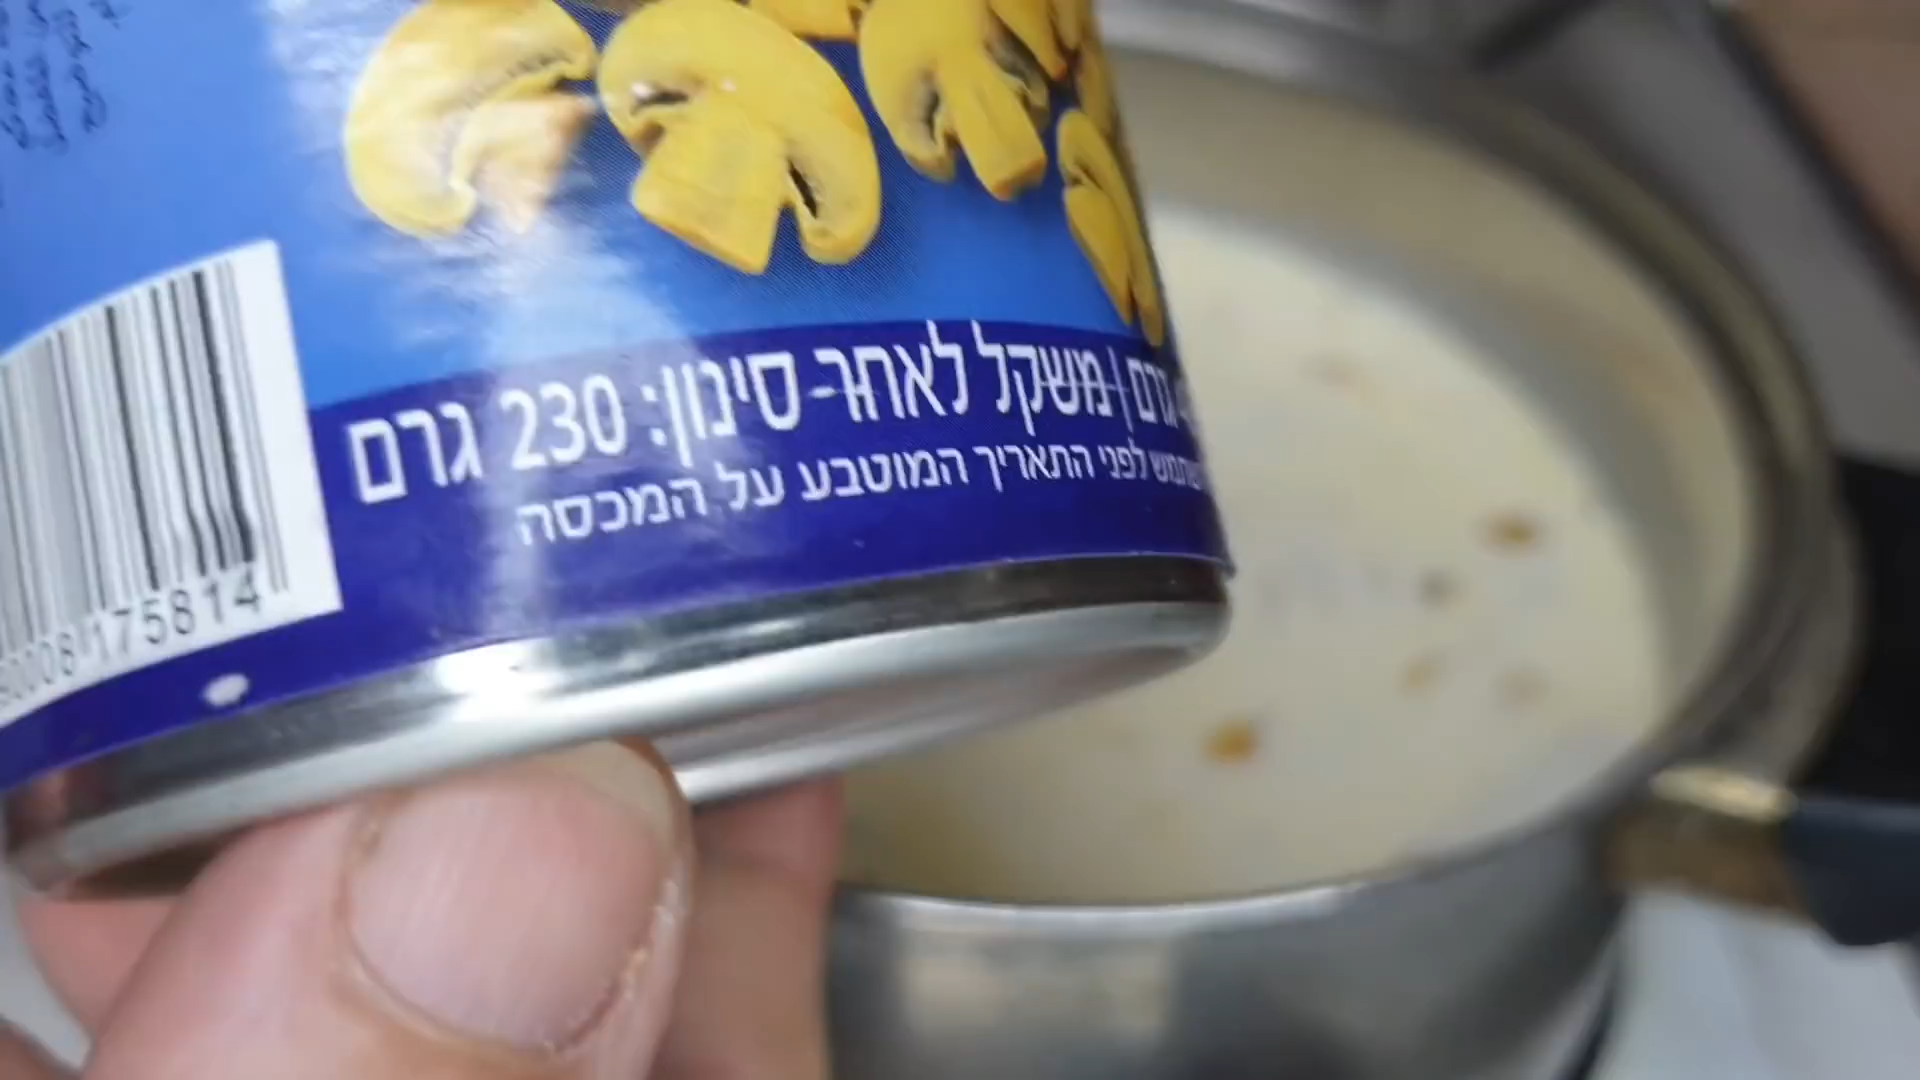 גרם | משקל לאחר סינון: 230 גרם
לפני התאריך המוטבע על המכסה
175814